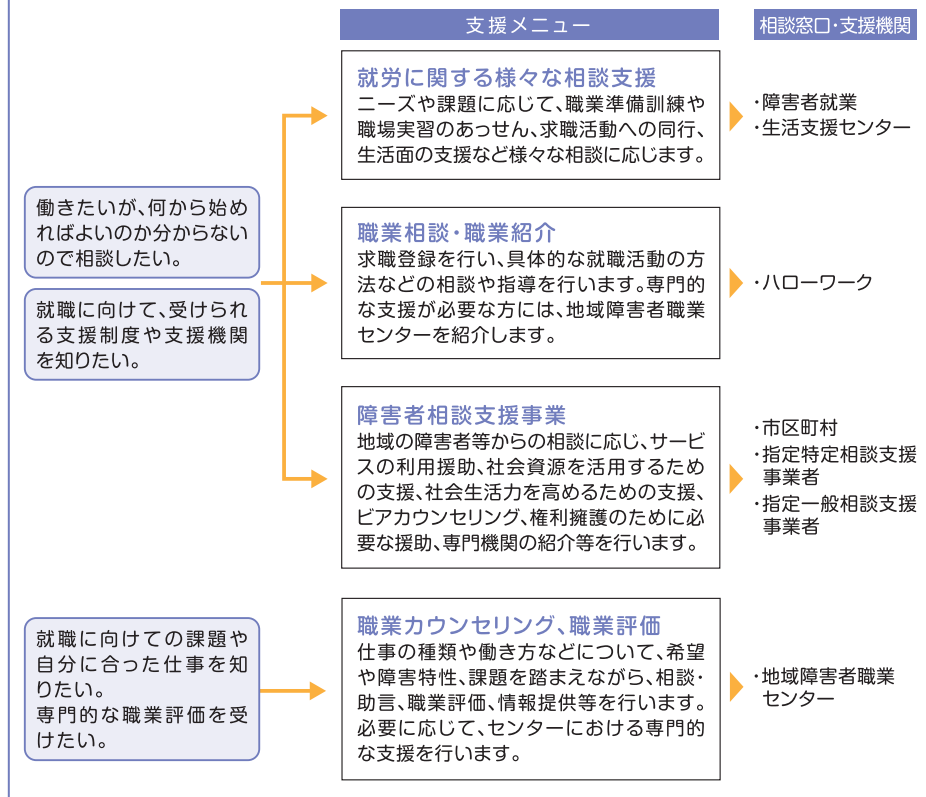 支援メニュー
相談窓口・支援機関
働きたいが、何から始め
ればよいのか分からない
ので相談したい。
就職に向けて、受けられ
る支援制度や支援機関
を知りたい。
就労に関する様々な相談支援
ニーズや課題に応じて、職業準備訓練や
職場実習のあっせん、求職活動への同行、
生活面の支援など様々な相談に応じます。
・障害者就業
・生活支援センター
職業相談・職業紹介
求職登録を行い、具体的な就職活動の方
法などの相談や指導を行います。専門的
な支援が必要な方には、地域障害者職業
センターを紹介します。
・ハローワーク
障害者相談支援事業
地域の障害者等からの相談に応じ、サービ
スの利用援助、社会資源を活用するため
の支援、社会生活力を高めるための支援、
ピアカウンセリング、権利擁護のために必
要な援助、専門機関の紹介等を行います。
・市区町村
・指定特定相談支援
事業者
・指定一般相談支援
事業者
就職に向けての課題や
自分に合った仕事を知
りたい。
専門的な職業評価を受
けたい。
職業カウンセリング、職業評価
仕事の種類や働き方などについて、希望
や障害特性、課題を踏まえながら、相談・
助言、職業評価、情報提供等を行います。
必要に応じて、センターにおける専門的
な支援を行います。
・地域障害者職業
センター